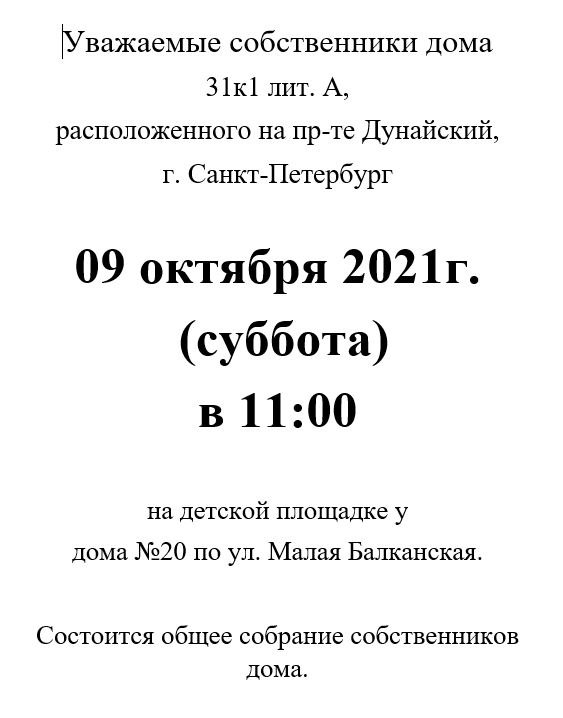 Уважаемые собственники дома
31к1 лит. А,
расположенного на пр-те Дунайский,
г. Санкт-Петербург
09 октября 2021г.
(суббота)
в 11:00
на детской площадке у
дома №20 по ул. Малая Балканская.
Состоится общее собрание собственников
дома.